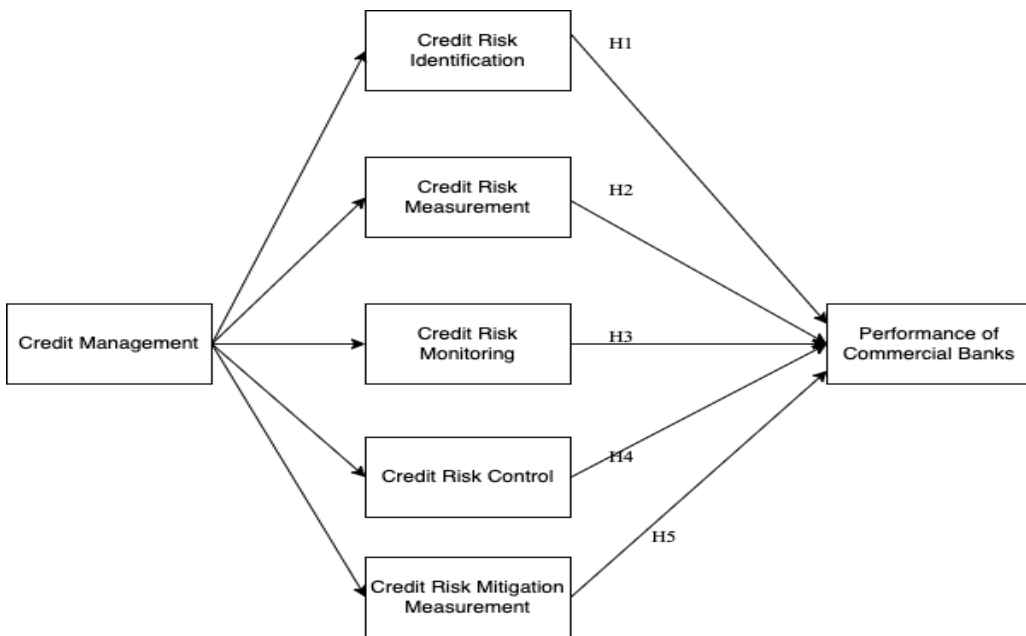 Credit Risk
Identification
H1
Credit Risk
Measurement
H2
Credit Management
Credit Risk
Monitoring
H3
Performance of
Commercial Banks
Credit Risk Control
H4
Credit Risk Mitigation
Measurement
H5